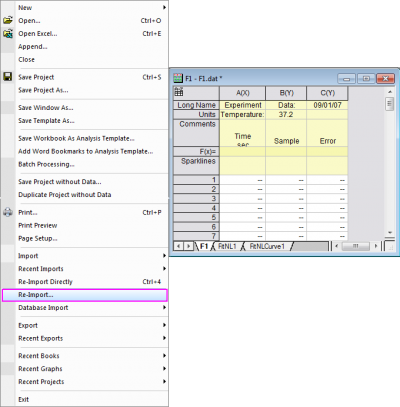 New
Open... Ctrl+O
Open Excel... Ctrl+E
Append...
Close
Save Project Ctrl+S
Save Project As...
Save Window As...
Save Template As...
Save Workbook As Analysis Template...
Add Word Bookmarks to Analysis Template...
Batch Processing...
Save Project without Data...
Duplicate Project without Data
Print... Ctrl+P
Print Preview
Page Setup...
Import
Recent Imports
Re-Import Directly Ctrl+4
Re-Import...
Database Import
Export
Recent Exports
Recent Books
Recent Graphs
Recent Projects
Exit
F1 - F1.dat *
A(X) B(Y) C(Y)
Long Name Experiment Data: 09/01/07
Units Temperature: 37.2
Comments Time Sample Error
sec
F(x)=
Sparklines
1 -- -- --
2 -- -- --
3 -- -- --
4 -- -- --
5 -- -- --
6 -- -- --
7 -- -- --
F1 FitNL1 FitNLCurve1